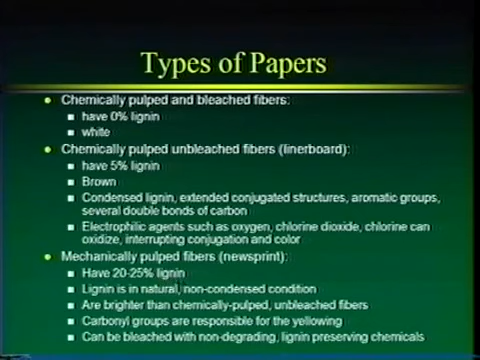 Types of Papers
Chemically pulped and bleached fibers:
have 0% lignin
white
Chemically pulped unbleached fibers (linerboard):
have 5% lignin
Brown
Condensed lignin, extended conjugated structures, aromatic groups,
several double bonds of carbon
Electrophilic agents such as oxygen, chlorine dioxide, chlorine can
oxidize, interrupting conjugation and color
Mechanically pulped fibers (newsprint):
Have 20-25% lignin
Lignin is in natural, non-condensed condition
Are brighter than chemically-pulped, unbleached fibers
Carbonyl groups are responsible for the yellowing
Can be bleached with non-degrading, lignin preserving chemicals